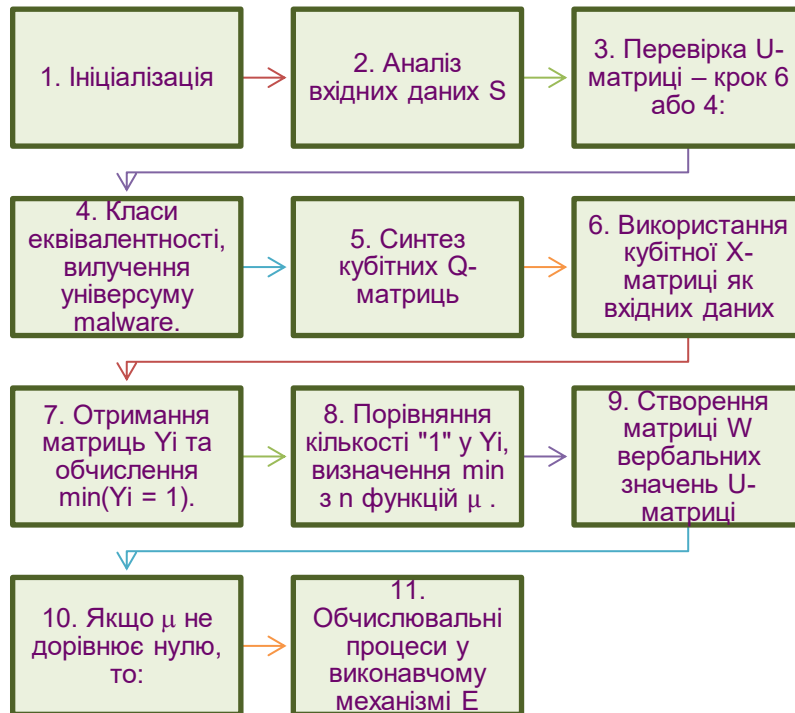 1. Ініціалізація
2. Аналіз
вхідних даних S
3. Перевірка U-
матриці – крок 6
або 4:
4. Класи
еквівалентності,
вилучення
універсуму
malware.
5. Синтез
кубітних Q-
матриць
6. Використання
кубітної X-
матриці як
вхідних даних
7. Отримання
матриць Yi та
обчислення
min(Yi = 1).
8. Порівняння
кількості "1" у Yi,
визначення min
з n функцій μ .
9. Створення
матриці W
вербальних
значень U-
матриці
10. Якщо μ не
дорівнює нулю,
то:
11.
Обчислювальні
процеси у
виконавчому
механізмі E